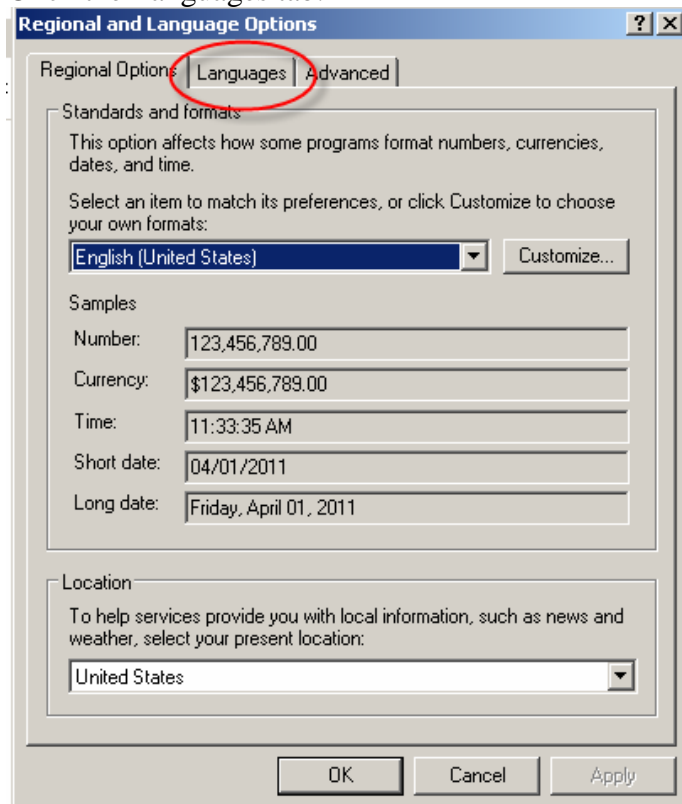 Regional and Language Options
Regional Options Languages Advanced
Standards and formats
This option affects how some programs format numbers, currencies,
dates, and time.
Select an item to match its preferences, or click Customize to choose
your own formats:
English (United States) Customize...
Samples
Number: 123,456,789.00
Currency: $123,456,789.00
Time: 11:33:35 AM
Short date: 04/01/2011
Long date: Friday, April 01, 2011
Location
To help services provide you with local information, such as news and
weather, select your present location:
United States
OK Cancel Apply